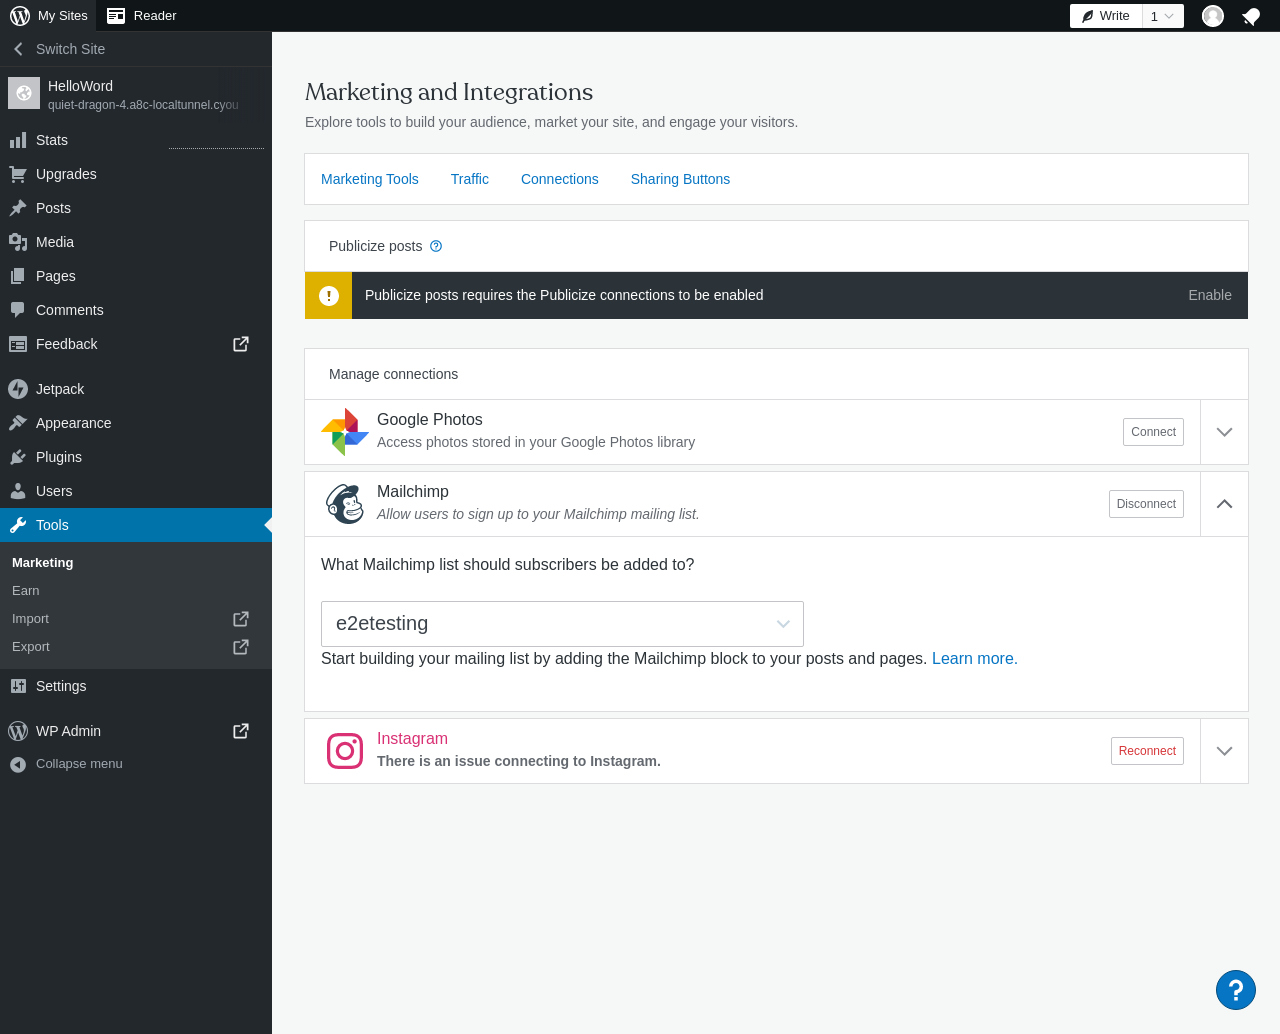 My Sites
Reader
Write
1
Switch Site
HelloWord
quiet-dragon-4.a8c-localtunnel.cyou
Stats
Upgrades
Posts
Media
Pages
Comments
Feedback
Jetpack
Appearance
Plugins
Users
Tools
Marketing
Earn
Import
Export
Settings
WP Admin
Collapse menu
Marketing and Integrations
Explore tools to build your audience, market your site, and engage your visitors.
Marketing Tools Traffic Connections Sharing Buttons
Publicize posts
Publicize posts requires the Publicize connections to be enabled Enable
Manage connections
Google Photos
Access photos stored in your Google Photos library
Connect
Mailchimp
Allow users to sign up to your Mailchimp mailing list.
Disconnect
What Mailchimp list should subscribers be added to?
e2etesting
Start building your mailing list by adding the Mailchimp block to your posts and pages. Learn more.
Instagram
There is an issue connecting to Instagram.
Reconnect